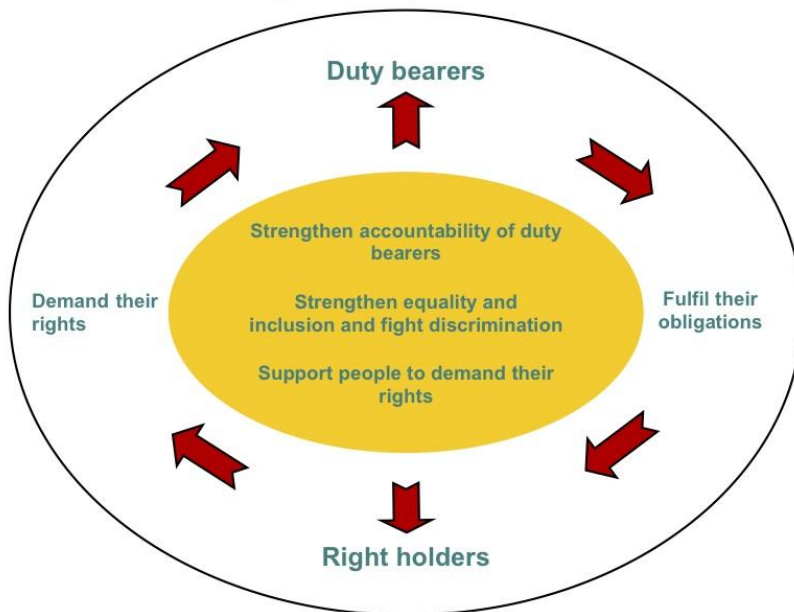 Duty bearers
Strengthen accountability of duty
bearers
Demand their
rights
Strengthen equality and
inclusion and fight discrimination
Fulfil their
obligations
Support people to demand their
rights
Right holders